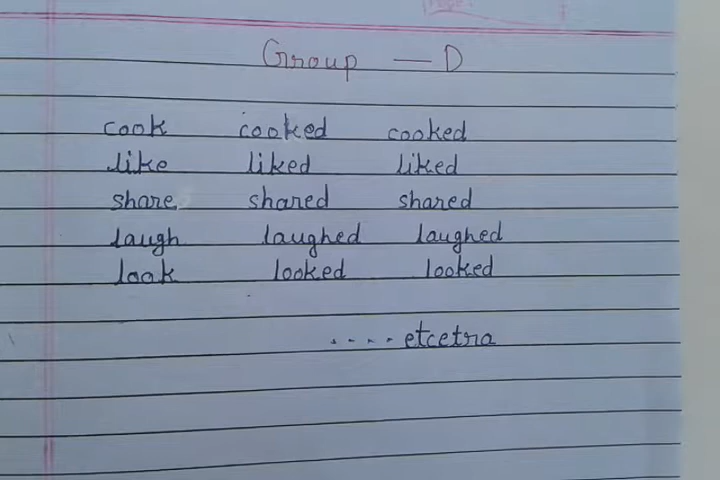 Group — D
cook cooked cooked
like liked liked
share shared shared
laugh laughed laughed
look looked looked
.... etcetra